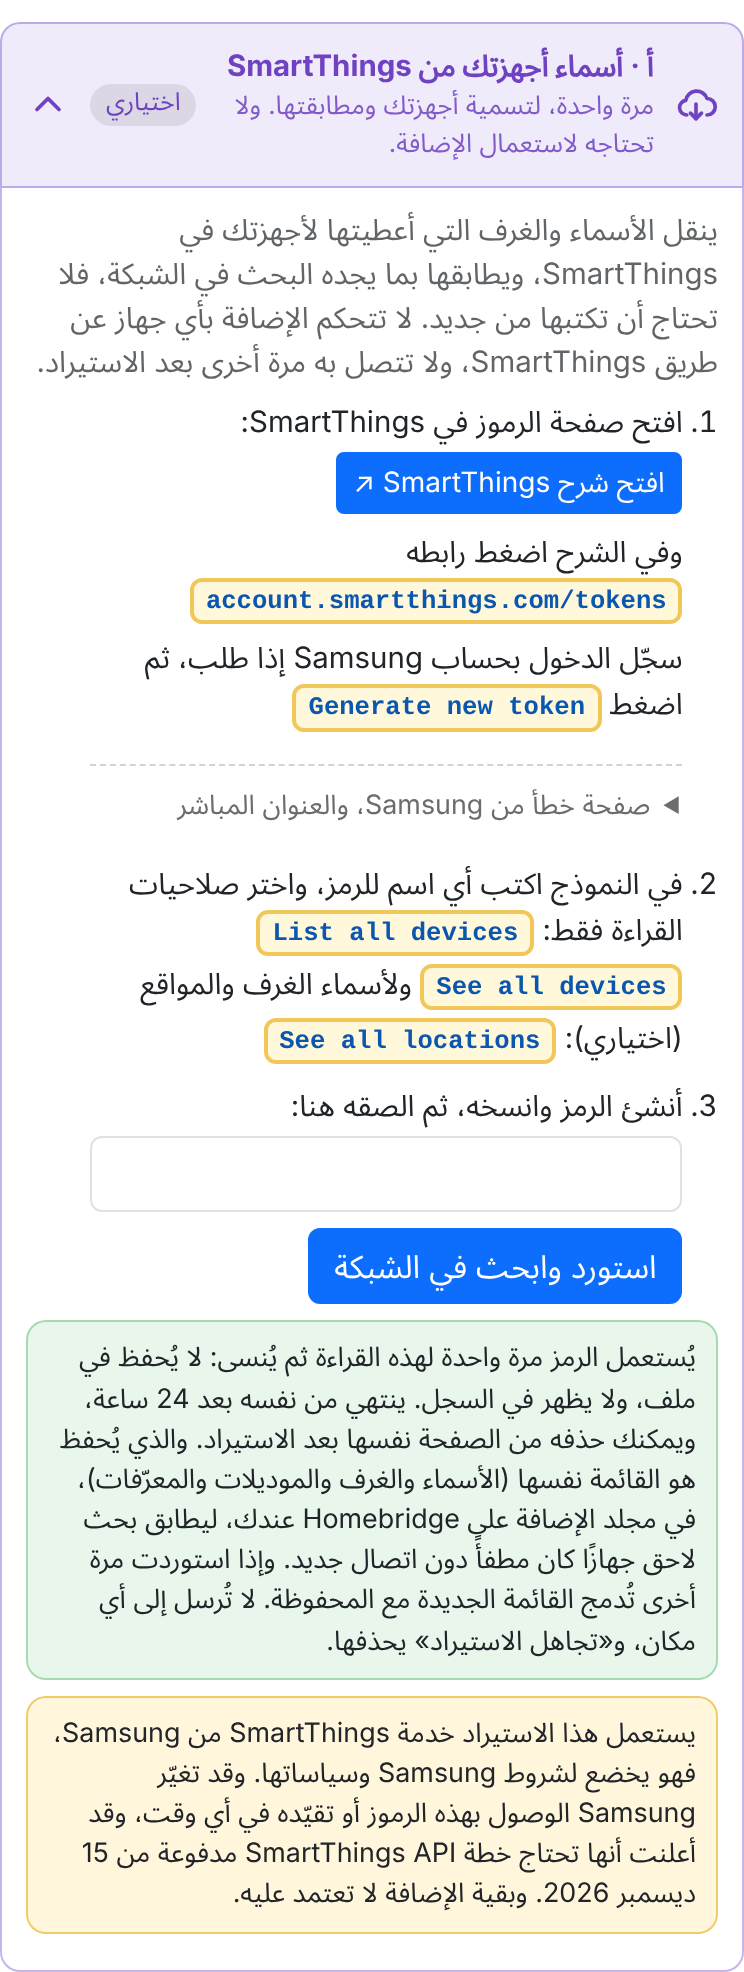 أ · أسماء أجهزتك من SmartThings
مرة واحدة، لتسمية أجهزتك ومطابقتها. ولا
تحتاجه لاستعمال الإضافة.
اختياري
ينقل الأسماء والغرف التي أعطيتها لأجهزتك في
SmartThings، ويطابقها بما يجده البحث في الشبكة، فلا
تحتاج أن تكتبها من جديد. لا تتحكم الإضافة بأي جهاز عن
طريق SmartThings، ولا تتصل به مرة أخرى بعد الاستيراد.
1. افتح صفحة الرموز في SmartThings:
افتح شرح SmartThings ↗
وفي الشرح اضغط رابطه
account.smartthings.com/tokens
سجّل الدخول بحساب Samsung إذا طلب، ثم
اضغط Generate new token
◀ صفحة خطأ من Samsung، والعنوان المباشر
2. في النموذج اكتب أي اسم للرمز، واختر صلاحيات
القراءة فقط: List all devices
See all devices ولأسماء الغرف والمواقع
(اختياري): See all locations
3. أنشئ الرمز وانسخه، ثم الصقه هنا:
استورد وابحث في الشبكة
يُستعمل الرمز مرة واحدة لهذه القراءة ثم يُنسى: لا يُحفظ في
ملف، ولا يظهر في السجل. ينتهي من نفسه بعد 24 ساعة،
ويمكنك حذفه من الصفحة نفسها بعد الاستيراد. والذي يُحفظ
هو القائمة نفسها (الأسماء والغرف والموديلات والمعرّفات)،
في مجلد الإضافة على Homebridge عندك، ليطابق بحث
لاحق جهازًا كان مطفأً دون اتصال جديد. وإذا استوردت مرة
أخرى تُدمج القائمة الجديدة مع المحفوظة. لا تُرسل إلى أي
مكان، و«تجاهل الاستيراد» يحذفها.
يستعمل هذا الاستيراد خدمة SmartThings من Samsung،
فهو يخضع لشروط Samsung وسياساتها. وقد تغيّر
Samsung الوصول بهذه الرموز أو تقيّده في أي وقت، وقد
أعلنت أنها تحتاج خطة SmartThings API مدفوعة من 15
ديسمبر 2026. وبقية الإضافة لا تعتمد عليه.